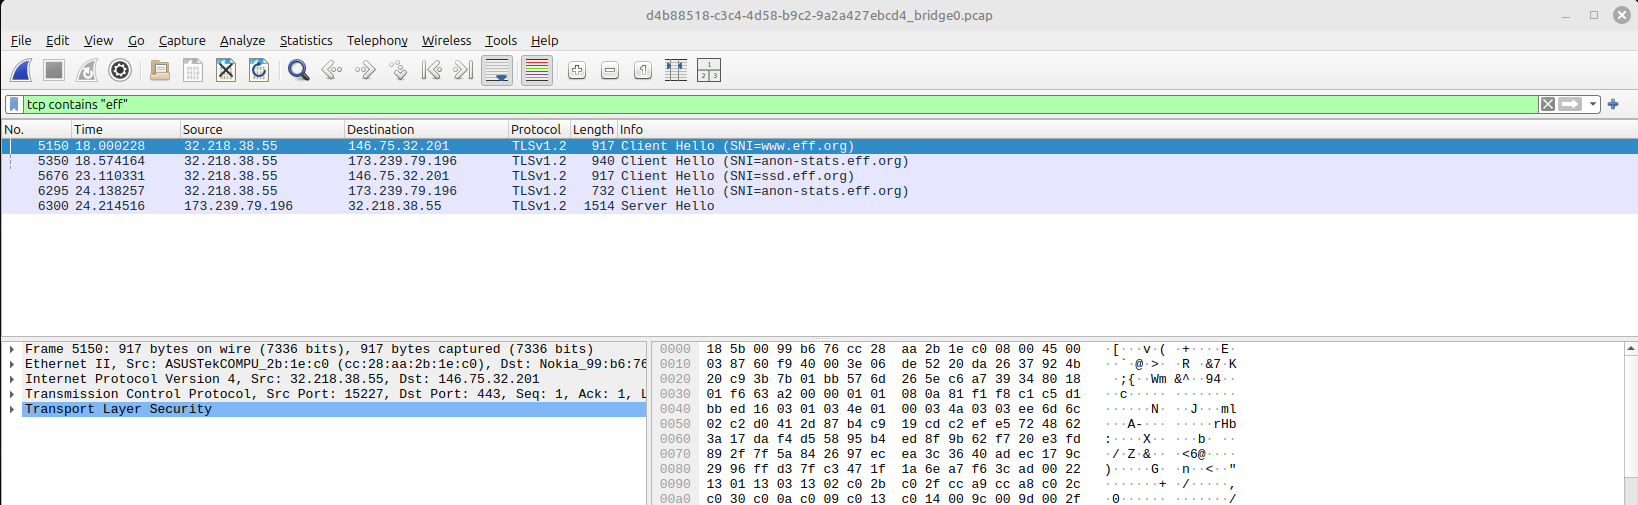 d4b88518-c3c4-4d58-b9c2-9a2a427ebcd4_bridge0.pcap
File Edit View Go Capture Analyze Statistics Telephony Wireless Tools Help
tcp contains "eff"
No. Time Source Destination Protocol Length Info
5150 18.000228 32.218.38.55 146.75.32.201 TLSv1.2 917 Client Hello (SNI=www.eff.org)
5350 18.574164 32.218.38.55 173.239.79.196 TLSv1.2 940 Client Hello (SNI=anon-stats.eff.org)
5676 23.110331 32.218.38.55 146.75.32.201 TLSv1.2 917 Client Hello (SNI=ssd.eff.org)
6295 24.138257 32.218.38.55 173.239.79.196 TLSv1.2 732 Client Hello (SNI=anon-stats.eff.org)
6300 24.214516 173.239.79.196 32.218.38.55 TLSv1.2 1514 Server Hello
Frame 5150: 917 bytes on wire (7336 bits), 917 bytes captured (7336 bits)
Ethernet II, Src: ASUSTekCOMPU_2b:1e:c0 (cc:28:aa:2b:1e:c0), Dst: Nokia_99:b6:76
Internet Protocol Version 4, Src: 32.218.38.55, Dst: 146.75.32.201
Transmission Control Protocol, Src Port: 15227, Dst Port: 443, Seq: 1, Ack: 1, L
Transport Layer Security
0000 18 5b 00 99 b6 76 cc 28 aa 2b 1e c0 08 00 45 00 ·[···v·( ·+····E·
0010 03 87 60 f9 40 00 3e 06 de 52 20 da 26 37 92 4b ··`·@·>· ·R ·&7·K
0020 20 c9 3b 7b 01 bb 57 6d 26 5e c6 a7 39 34 80 18 ·;{··Wm &^··94··
0030 01 f6 63 a2 00 00 01 01 08 0a 81 f1 f8 c1 c5 d1 ··c····· ········
0040 bb ed 16 03 01 03 4e 01 00 03 4a 03 03 ee 6d 6c ······N· ··J···ml
0050 02 c2 d0 41 2d 87 b4 c9 19 cd c2 ef e5 72 48 62 ···A-··· ·····rHb
0060 3a 17 da f4 d5 58 95 b4 ed 8f 9b 62 f7 20 e3 fd :····X·· ···b· ··
0070 89 2f 7f 5a 84 26 97 ec ea 3c 36 40 ad ec 17 9c ·/·Z·&·· ·<6@····
0080 29 96 ff d3 7f c3 47 1f 1a 6e a7 f6 3c ad 00 22 )·····G· ·n··<··"
0090 13 01 13 03 13 02 c0 2b c0 2f cc a9 cc a8 c0 2c ·······+ ·/·····,
00a0 c0 30 c0 0a c0 09 c0 13 c0 14 00 9c 00 9d 00 2f ·0······ ·······/